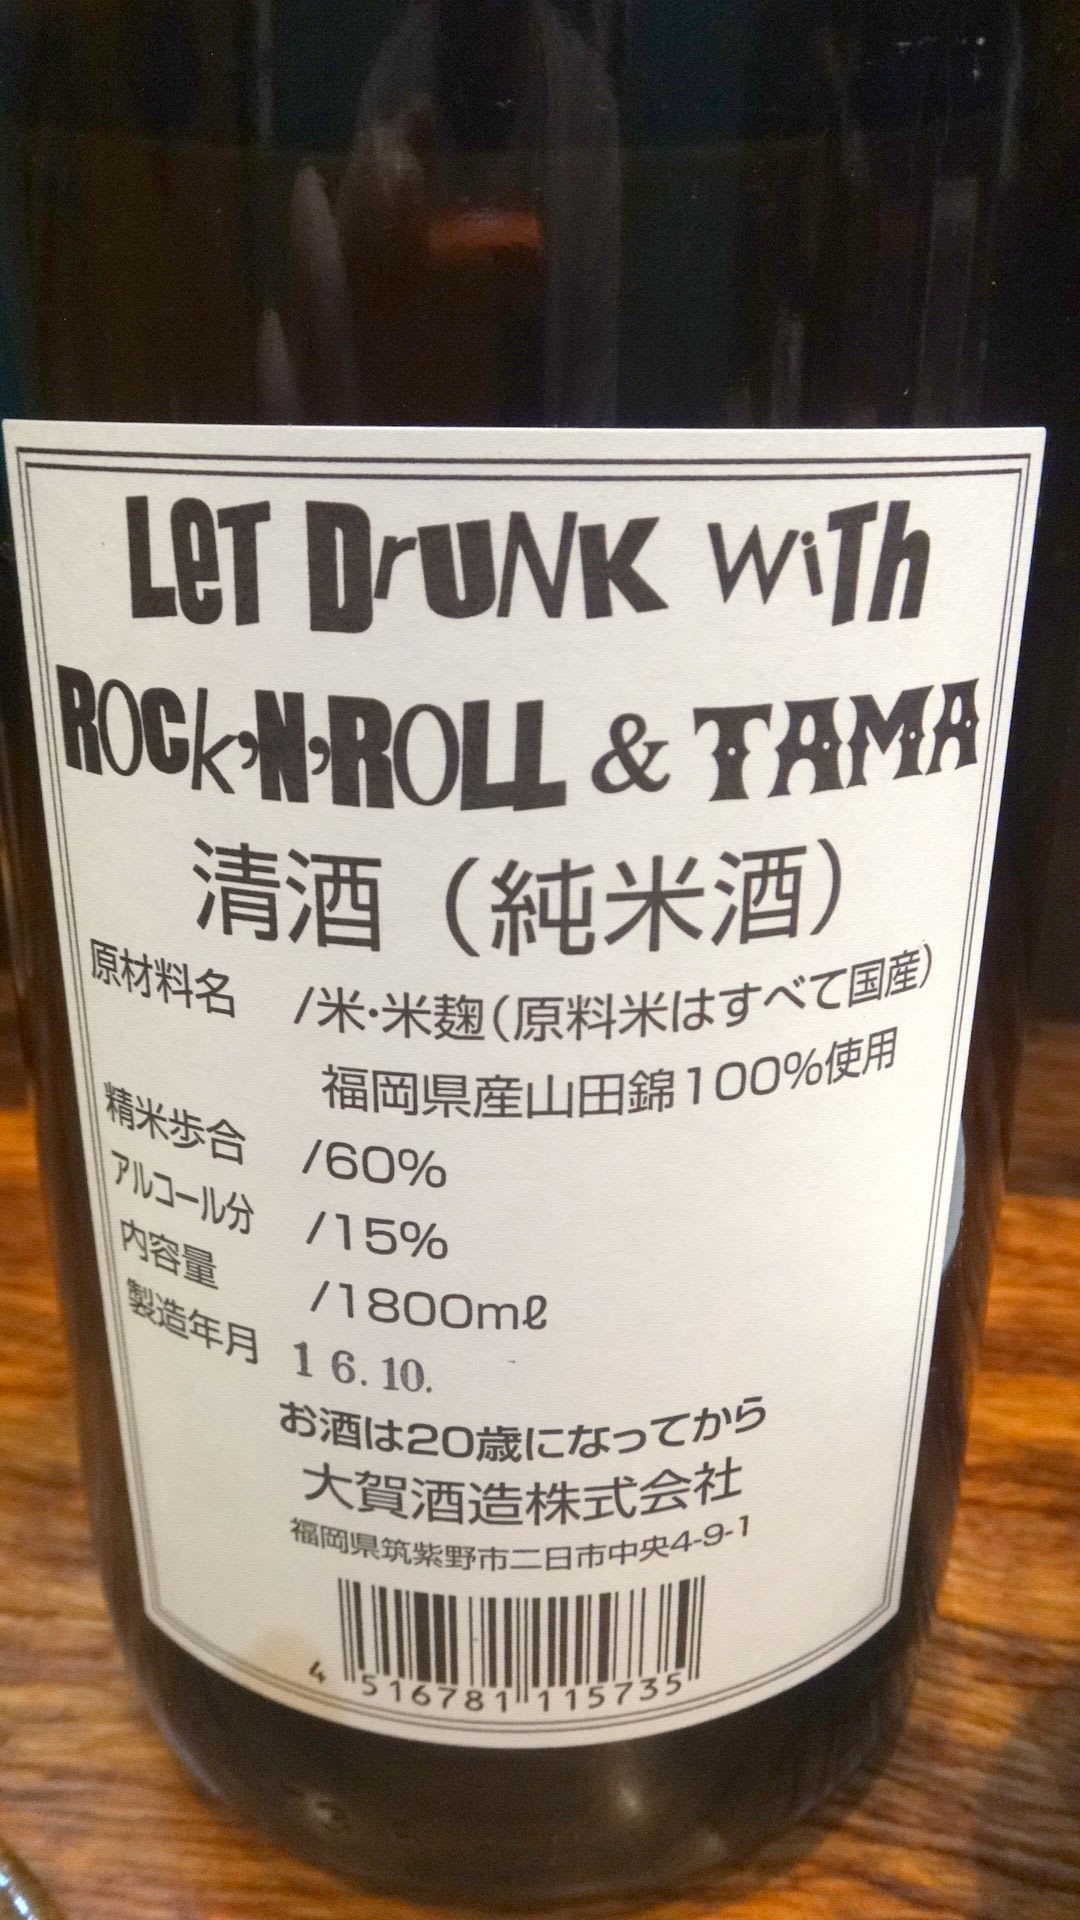 LeT DrUNK WiTh
ROCk'N'ROLL & TAMA
清酒（純米酒）
原材料名 /米・米麹（原料米はすべて国産）
福岡県産山田錦100%使用
精米歩合 /60%
アルコール分 /15%
内容量 /1800mℓ
製造年月 16.10.
お酒は20歳になってから
大賀酒造株式会社
福岡県筑紫野市二日市中央4-9-1
4 516781 115735